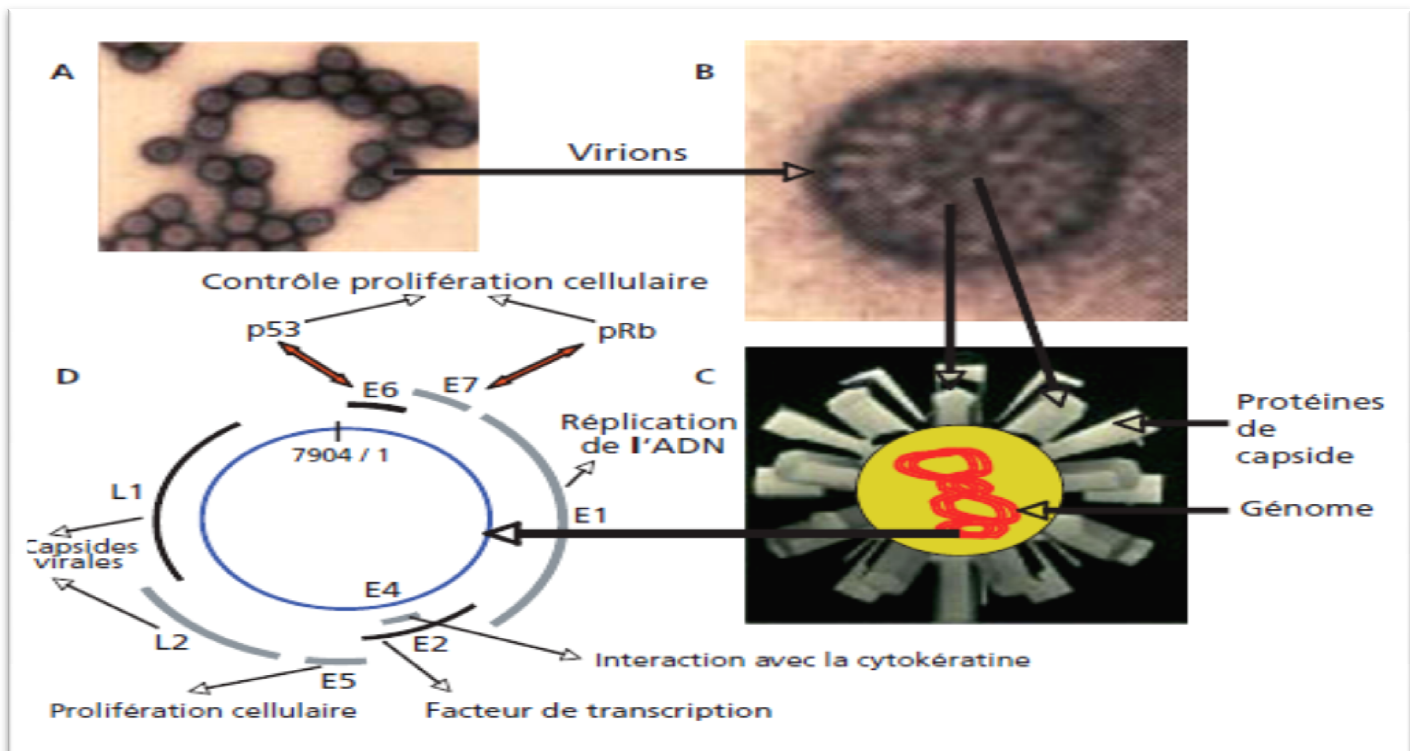 A
B
Virions
Contrôle prolifération cellulaire
p53
pRb
D
E6
E7
C
Réplication
de l'ADN
Protéines
de
capside
7904 / 1
L1
E1
Génome
Capsides
virales
E4
L2
E2
Interaction avec la cytokératine
E5
Prolifération cellulaire
Facteur de transcription